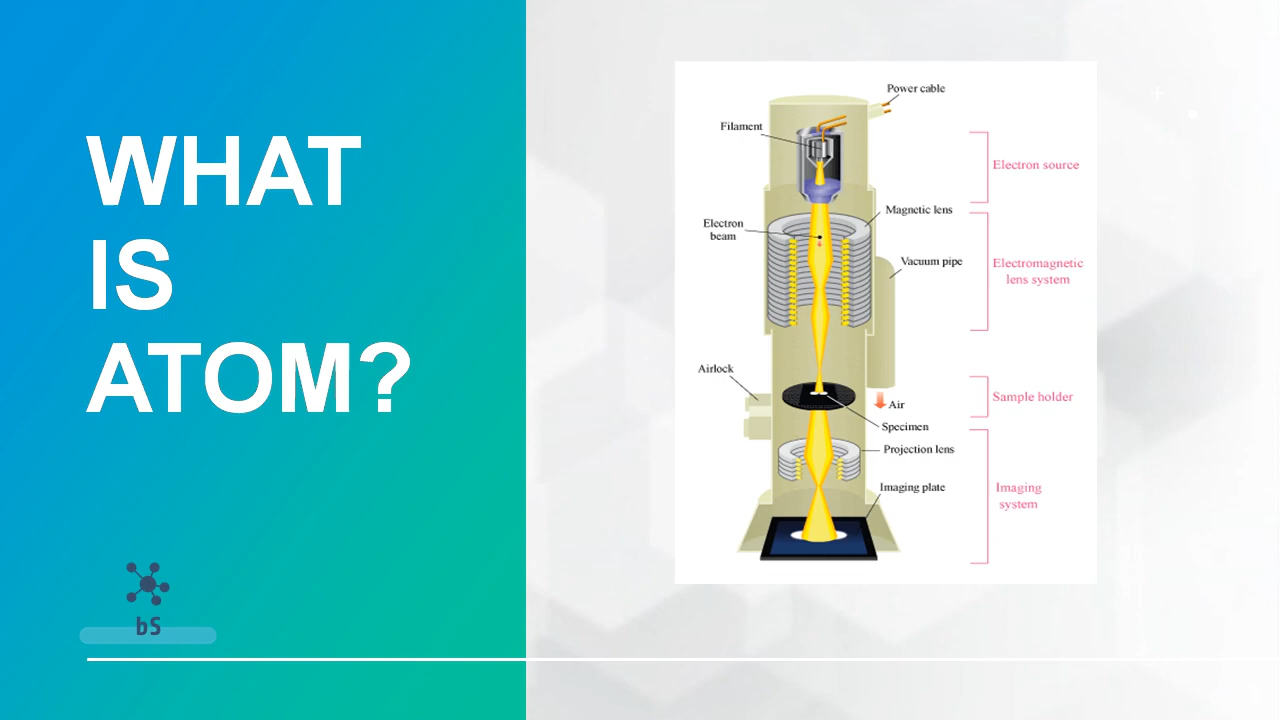 WHAT
IS
ATOM?
bS
Power cable
Filament
Electron source
Magnetic lens
Electron
beam
Vacuum pipe
Electromagnetic
lens system
Airlock
Air
Sample holder
Specimen
Projection lens
Imaging plate
Imaging
system